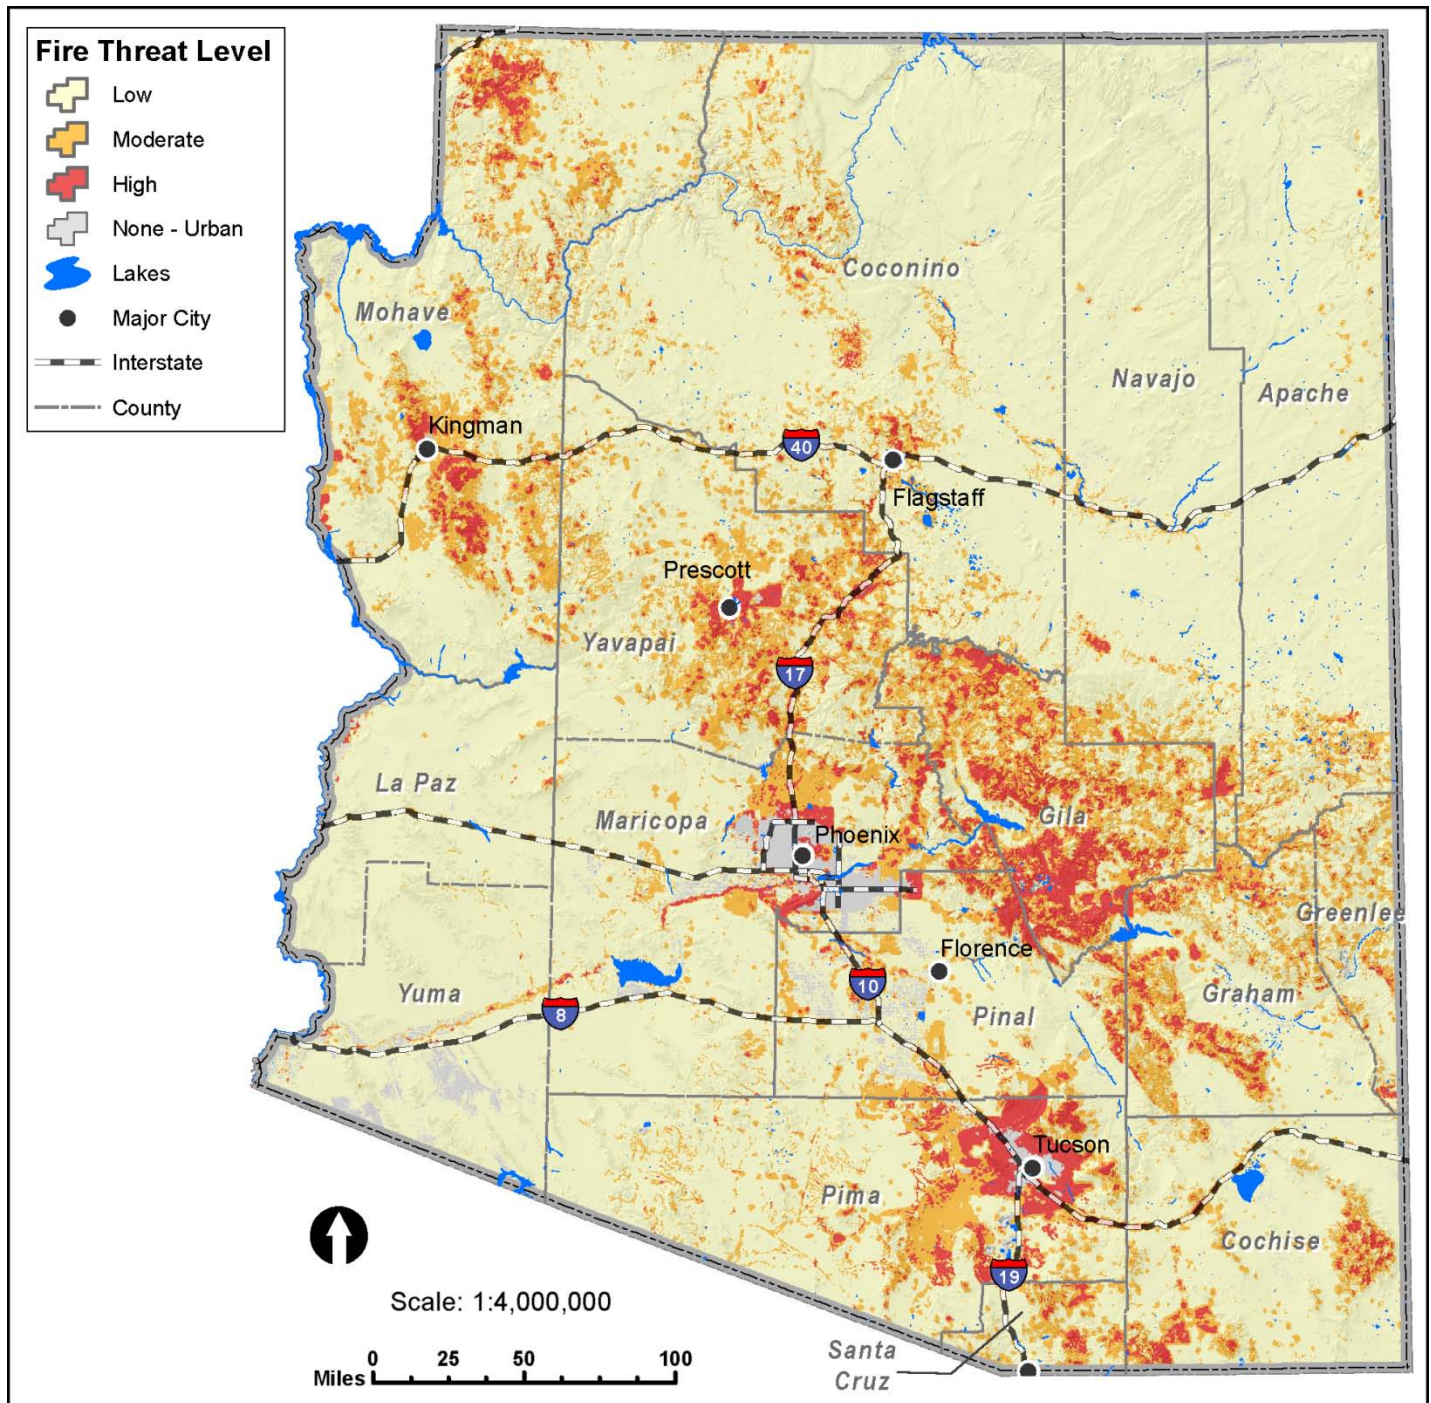 Fire Threat Level
Low
Moderate
High
None - Urban
Lakes
Major City
Interstate
County
Coconino
Mohave
Navajo
Apache
Kingman
40
Flagstaff
Prescott
Yavapai
17
La Paz
Maricopa
Phoenix
Gila
Greenlee
Florence
Yuma
8
10
Pinal
Graham
Tucson
Pima
Cochise
19
Scale: 1:4,000,000
Santa
Cruz
0 25 50 100
Miles